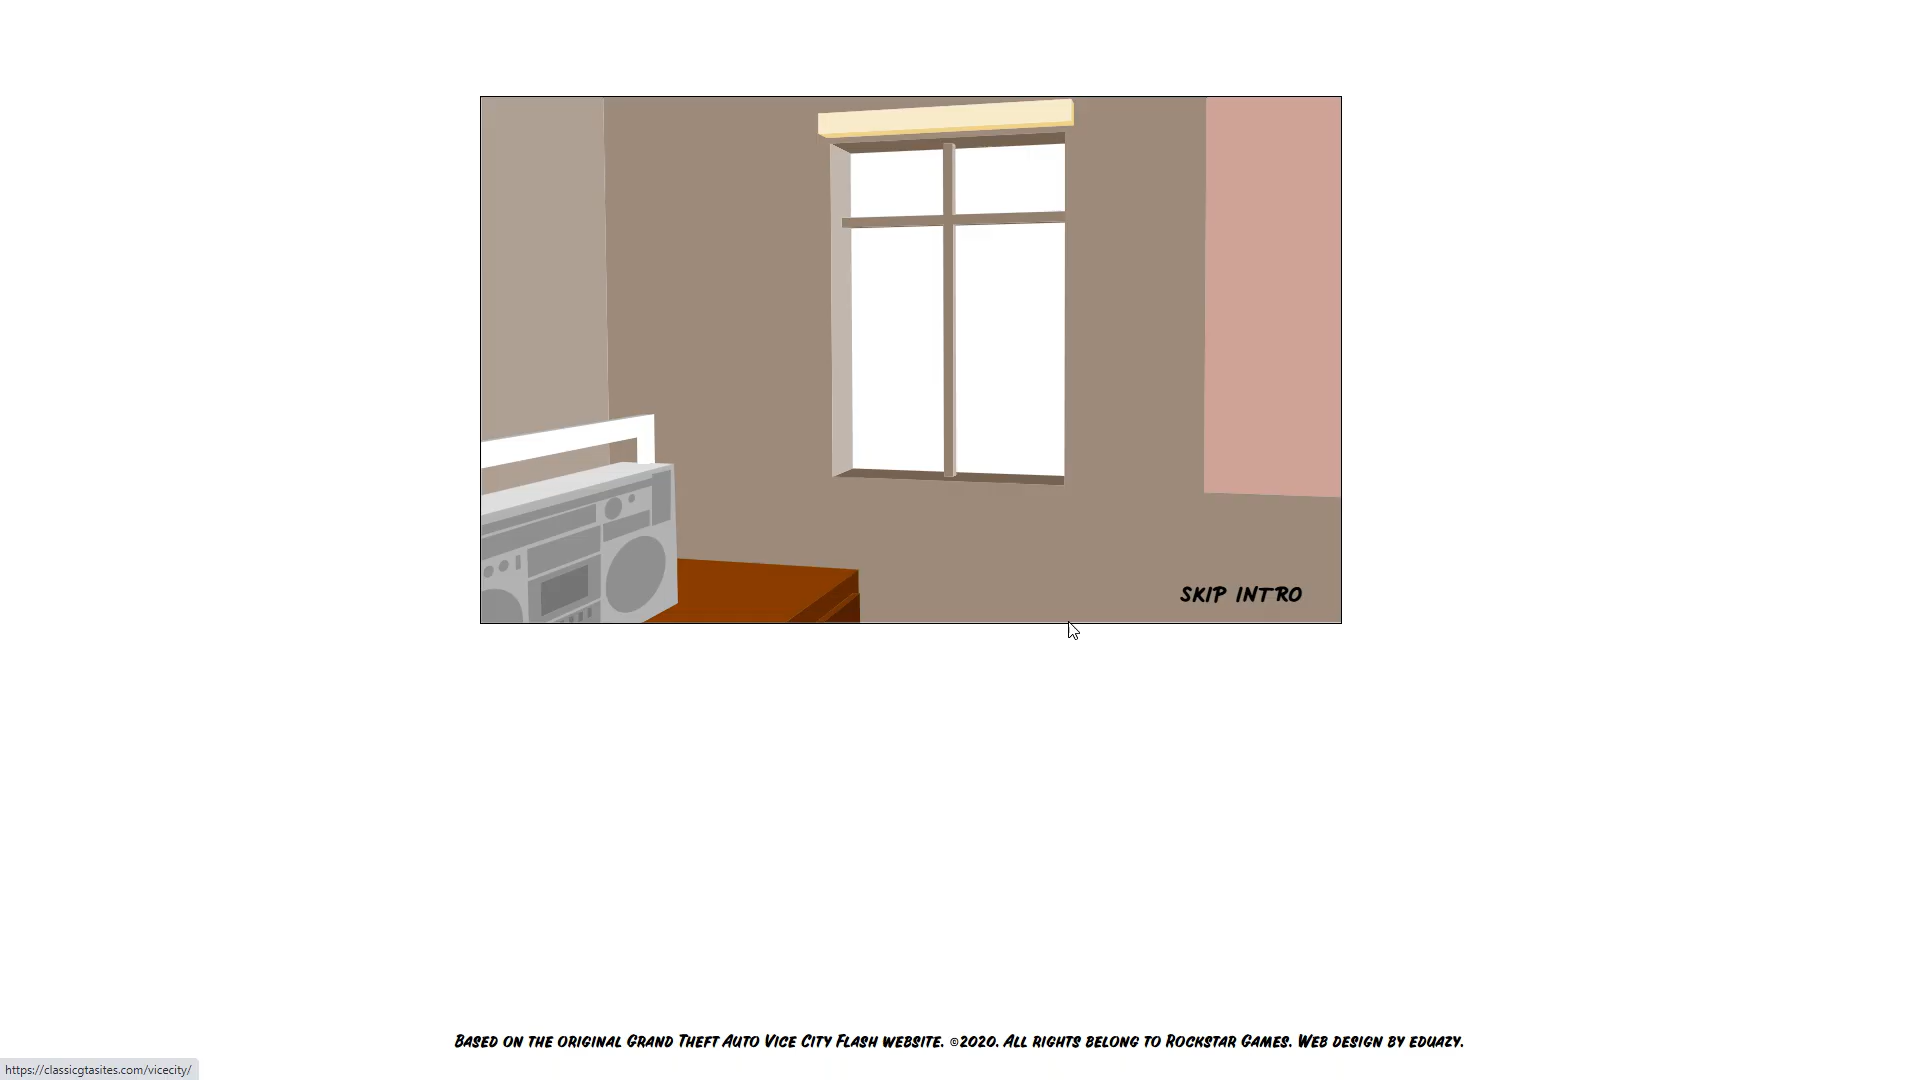 SKIP INTRO
Based on the original Grand Theft Auto Vice City Flash website. ©2020. All rights belong to Rockstar Games. Web design by eduazy.
https://classicgtasites.com/vicecity/